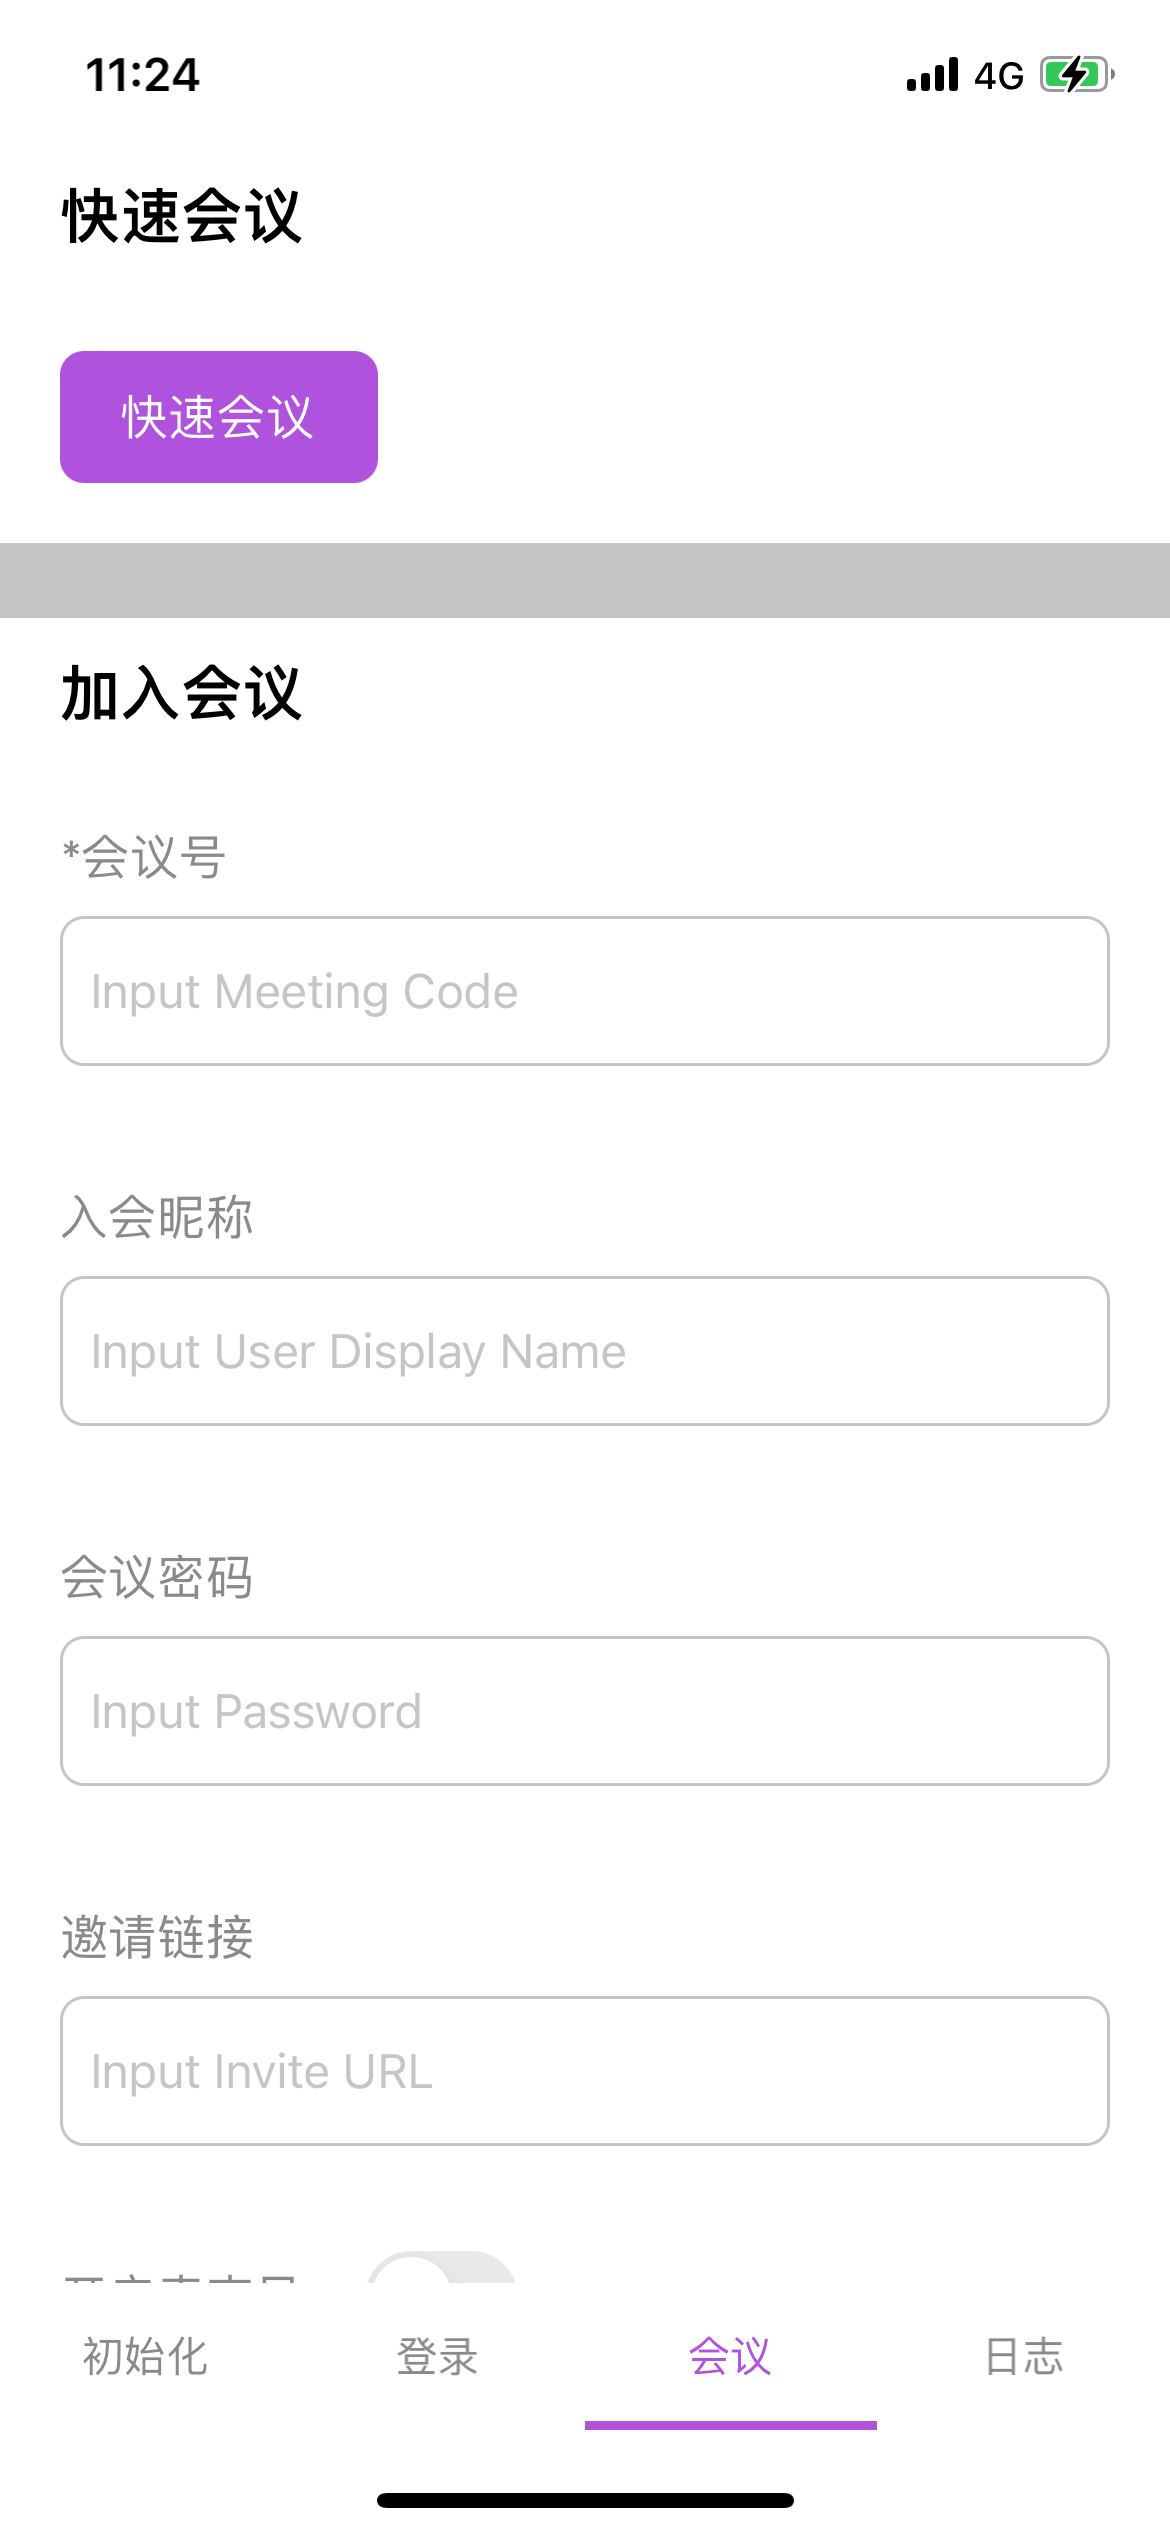 11:24 4G
快速会议
快速会议
加入会议
*会议号
Input Meeting Code
入会昵称
Input User Display Name
会议密码
Input Password
邀请链接
Input Invite URL
初始化 登录 会议 日志